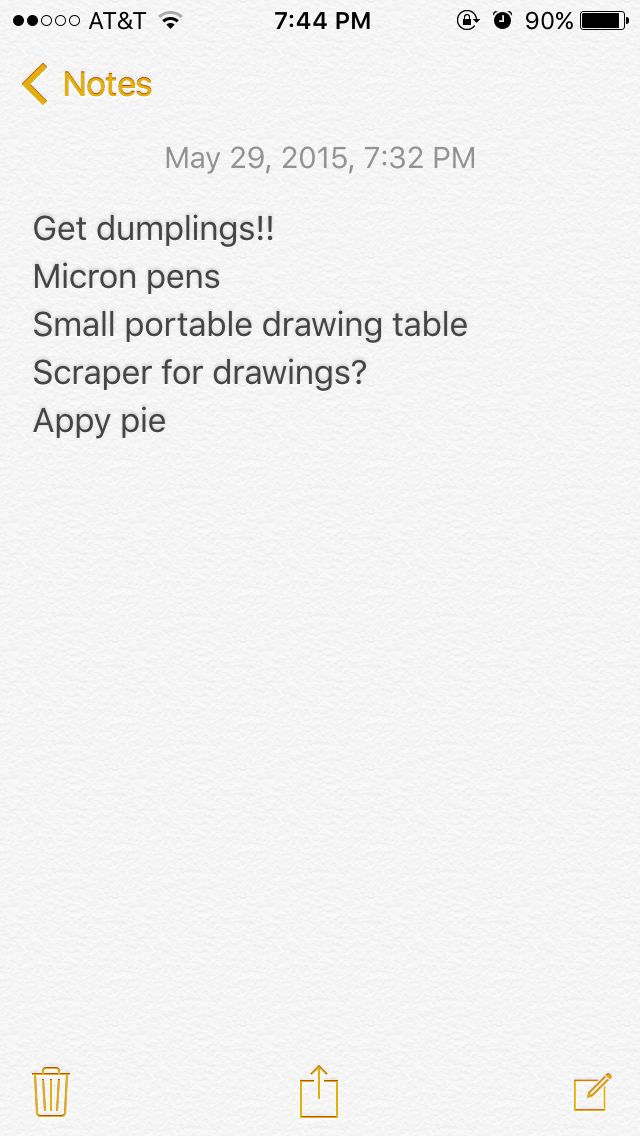 AT&T 7:44 PM 90%
Notes
May 29, 2015, 7:32 PM
Get dumplings!!
Micron pens
Small portable drawing table
Scraper for drawings?
Appy pie